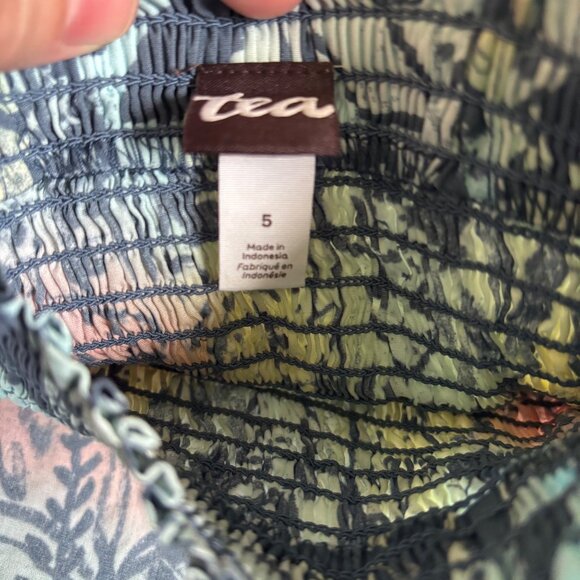 tea
5
Made in
Indonesia
Fabriqué en
Indonésie